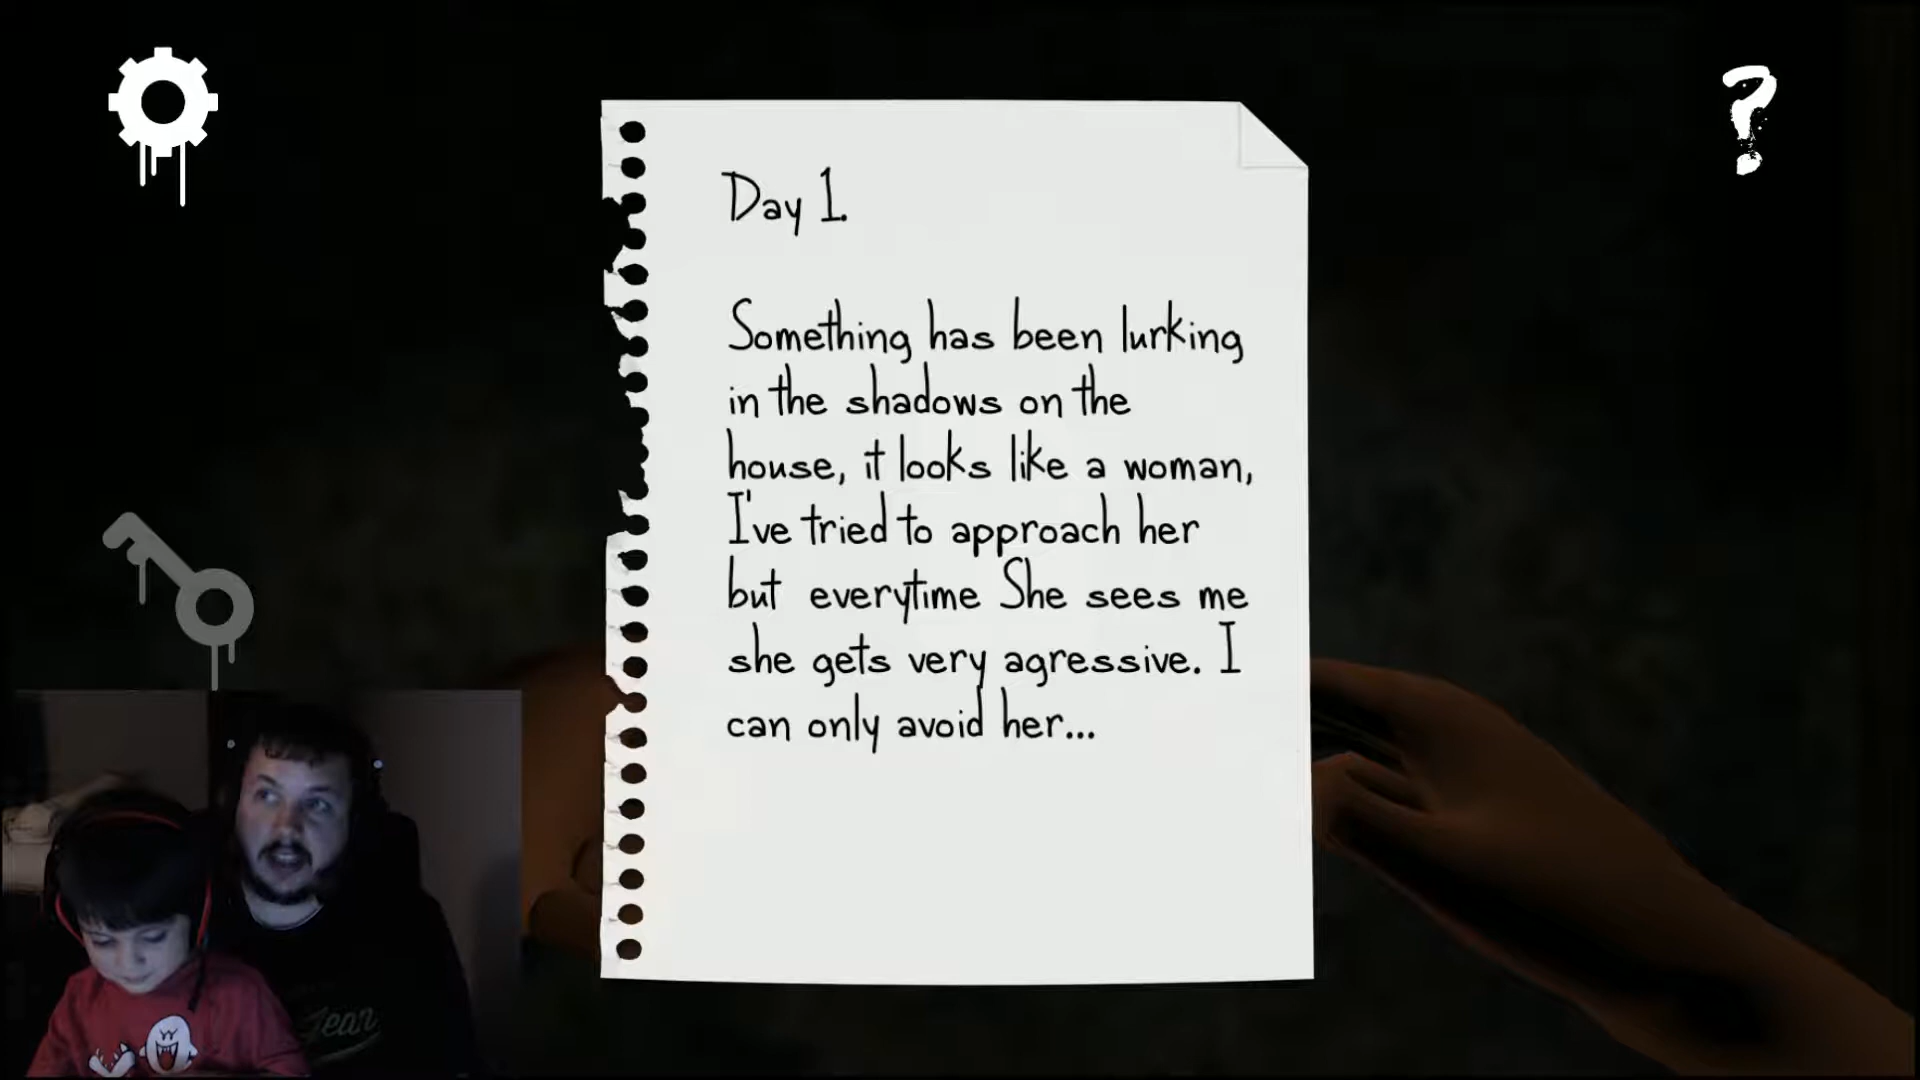 Day 1.
Something has been lurking
in the shadows on the
house, it looks like a woman,
I've tried to approach her
but everytime She sees me
she gets very agressive. I
can only avoid her...